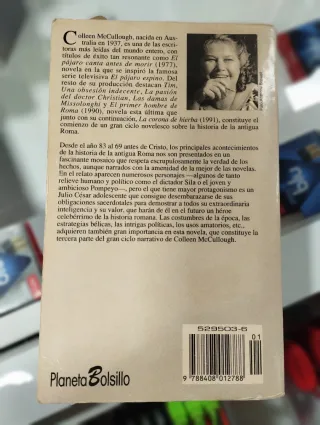 Colleen McCullough, nacida en Aus-
tralia en 1937, es una de las escri-
toras más leídas del mundo entero, con
títulos de éxito tan resonante como El
pájaro canta antes de morir (1977),
novela en la que se inspiró la famosa
serie televisiva El pájaro espino. Del
resto de su producción destacan Tim,
Una obsesión indecente, La pasión
del doctor Christian, Las damas de
Missolonghi y El primer hombre de
Roma (1990), novela esta última que
junto con su continuación, La corona de hierba (1991), constituye el
comienzo de un gran ciclo novelesco sobre la historia de la antigua
Roma.
Desde el año 83 al 69 antes de Cristo, los principales acontecimientos
de la historia de la antigua Roma nos son presentados en un
fascinante mosaico que respeta escrupulosamente la verdad de los
hechos, aunque narrados con la amenidad de la mejor de las novelas.
En el relato aparecen numerosos personajes —algunos de tanto
relieve humano y político como el dictador Sila o el joven y
ambicioso Pompeyo—, pero el que tiene mayor protagonismo es un
Julio César adolescente que consigue desembarazarse de sus
obligaciones sacerdotales para demostrar a todos su extraordinaria
inteligencia y su valor, que harán de él en el futuro un héroe
celebérrimo de la historia romana. Las costumbres de la época, las
estrategias bélicas, las intrigas políticas, los usos amatorios, etc.,
adquieren también gran importancia en esta novela, que constituye la
tercera parte del gran ciclo narrativo de Colleen McCullough.
529503-6
01
9 788408 012788
Planeta Bolsillo